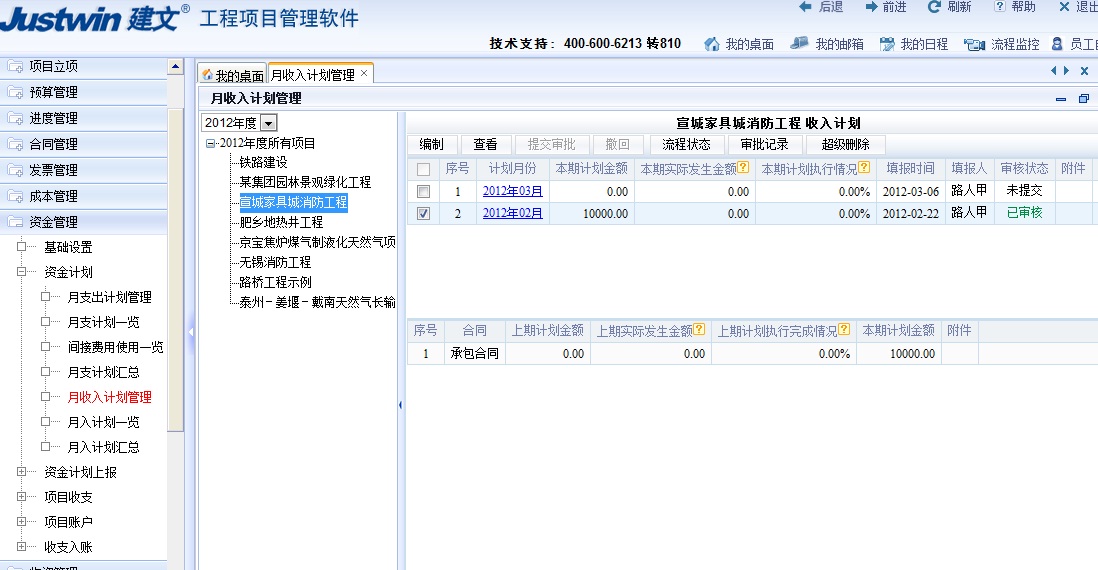 Justwin 建文® 工程项目管理软件
后退 前进 刷新 帮助 退出
技术支持：400-600-6213 转810 我的桌面 我的邮箱 我的日程 流程监控 员工自
项目立项
预算管理
进度管理
合同管理
发票管理
成本管理
资金管理
基础设置
资金计划
月支出计划管理
月支计划一览
间接费用使用一览
月支计划汇总
月收入计划管理
月入计划一览
月入计划汇总
资金计划上报
项目收支
项目账户
收支入账
我的桌面 月收入计划管理 ×
月收入计划管理
2012年度
2012年度所有项目
铁路建设
某集团园林景观绿化工程
宣城家具城消防工程
肥乡地热井工程
京宝焦炉煤气制液化天然气项
无锡消防工程
路桥工程示例
泰州－姜堰－戴南天然气长输
宣城家具城消防工程 收入计划
编制 查看 提交审批 撤回 流程状态 审批记录 超级删除
序号 计划月份 本期计划金额 本期实际发生金额? 本期计划执行情况? 填报时间 填报人 审核状态 附件
1 2012年03月 0.00 0.00 0.00% 2012-03-06 路人甲 未提交
2 2012年02月 10000.00 0.00 0.00% 2012-02-22 路人甲 已审核
序号 合同 上期计划金额 上期实际发生金额? 上期计划执行完成情况? 本期计划金额 附件
1 承包合同 0.00 0.00 0.00% 10000.00